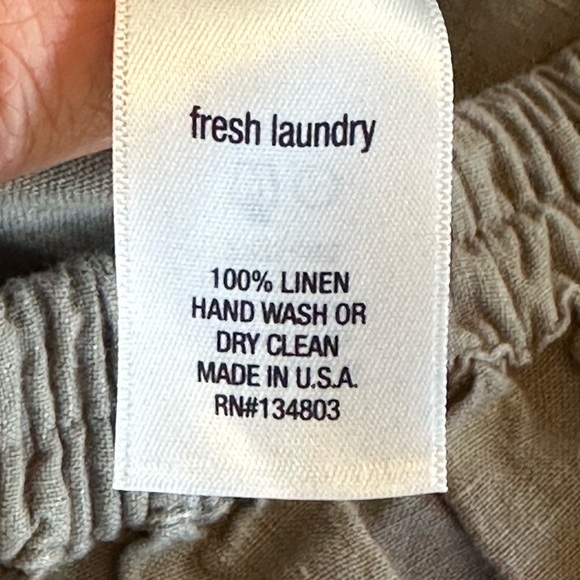 fresh laundry
100% LINEN
HAND WASH OR
DRY CLEAN
MADE IN U.S.A.
RN#134803